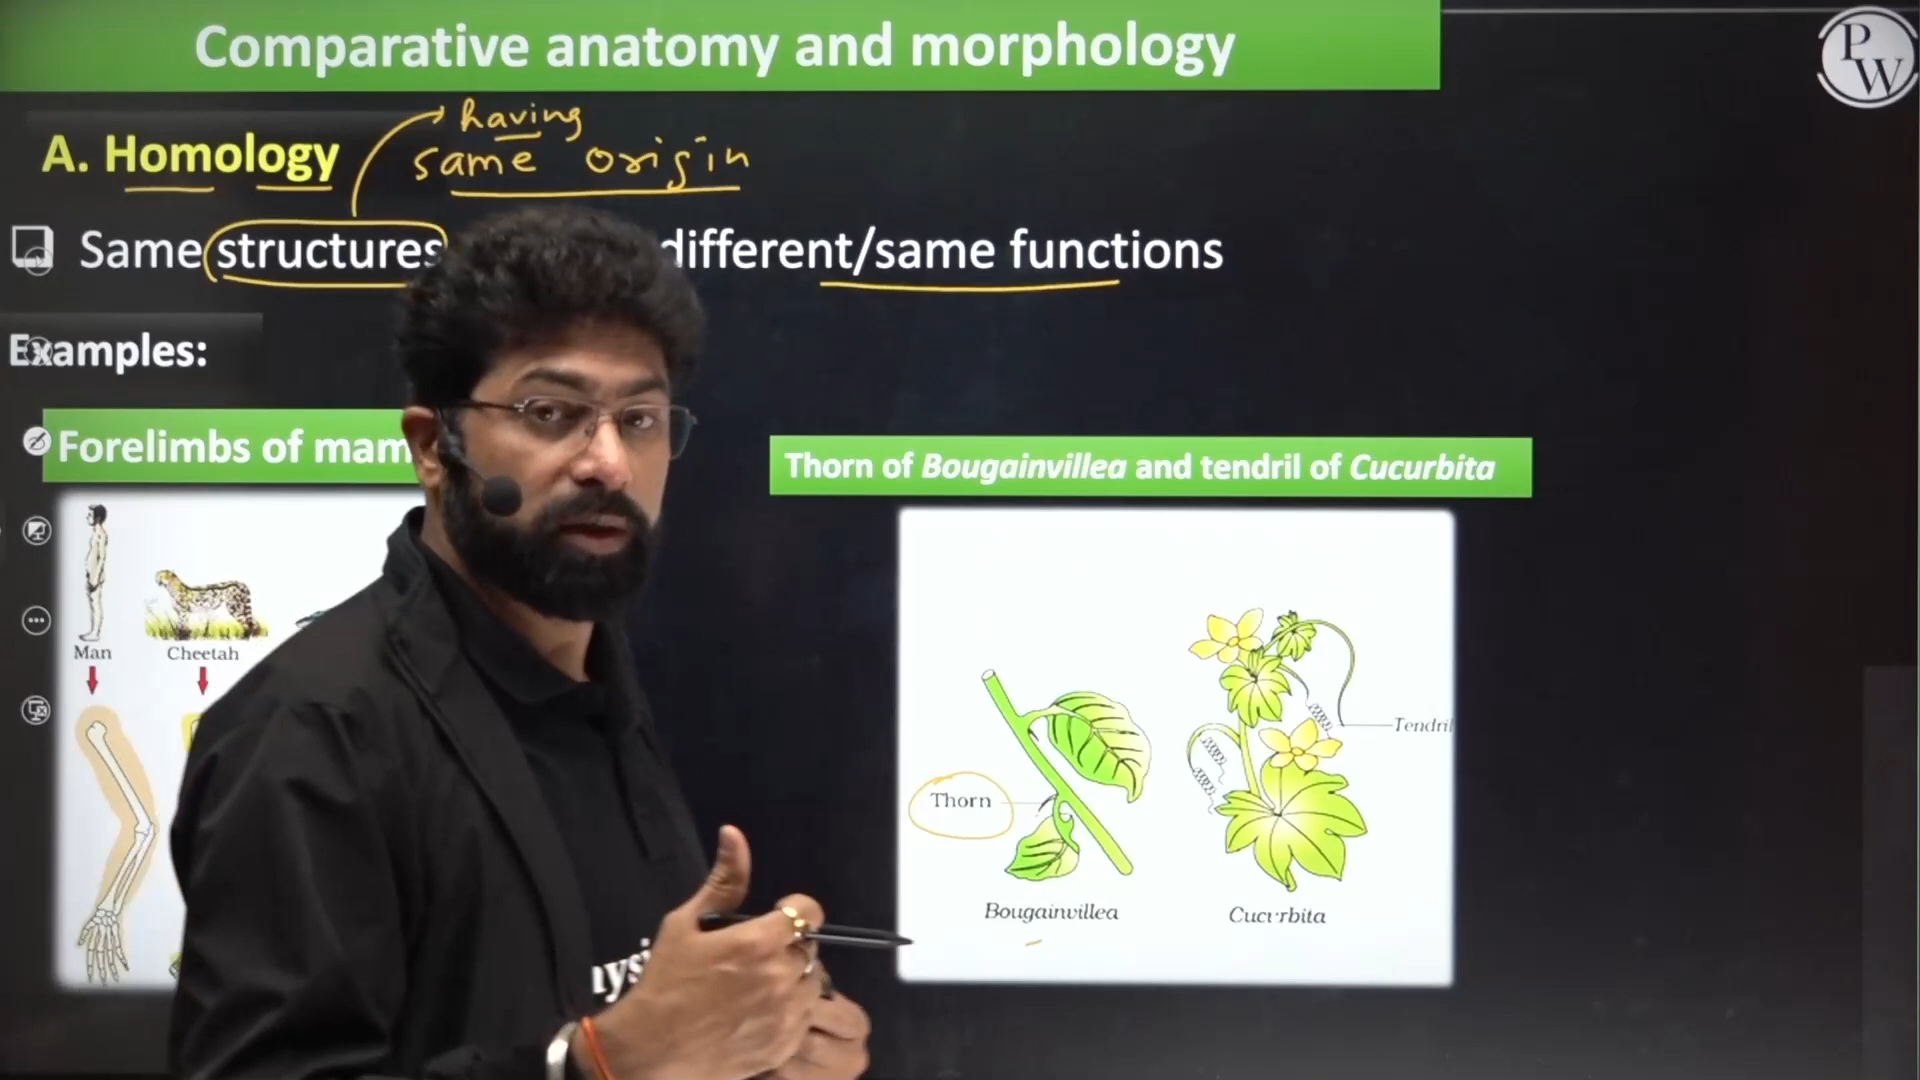 Comparative anatomy and morphology
PW
having
A. Homology
same origin
Same structures different/same functions
Examples:
Forelimbs of mam
Thorn of Bougainvillea and tendril of Cucurbita
Man
Cheetah
Tendril
Thorn
Bougainvillea
Cucurbita